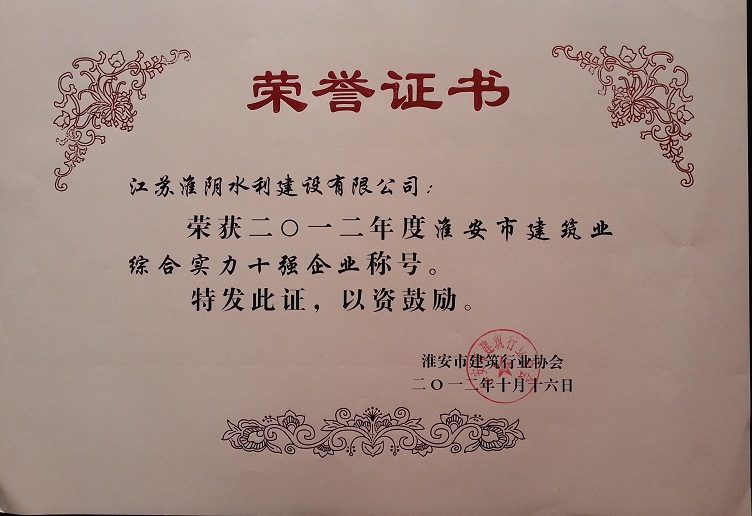 荣誉证书
江苏淮阴水利建设有限公司：
荣获二〇一二年度淮安市建筑业
综合实力十强企业称号。
特发此证，以资鼓励。
淮安市建筑行业协会
二〇一二年十月十六日